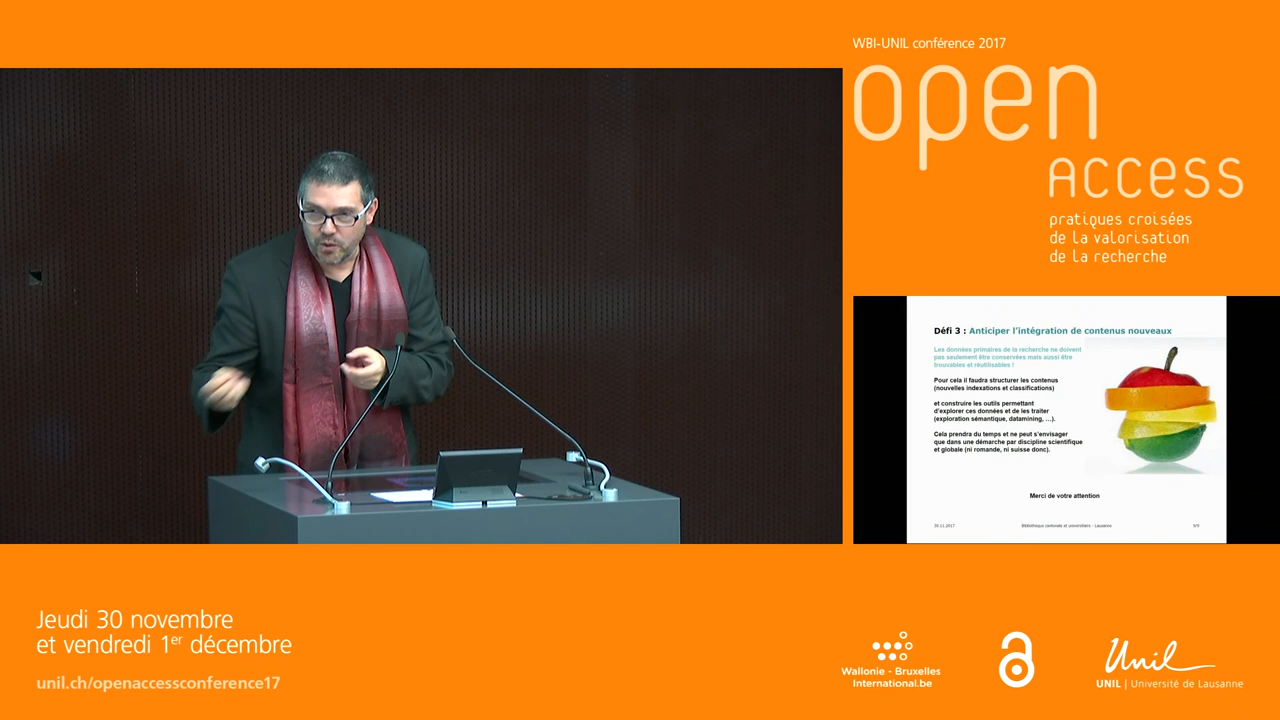 WBI-UNIL conférence 2017
open
access
pratiques croisées
de la valorisation
de la recherche
Défi 3 : Anticiper l'intégration de contenus nouveaux
Les données primaires de la recherche ne doivent
pas seulement être conservées mais aussi être
trouvables et réutilisables !
Pour cela il faudra structurer les contenus
(nouvelles indexations et classifications)
et construire les outils permettant
d'explorer ces données et de les traiter
(exploration sémantique, datamining, ...).
Cela prendra du temps et ne peut s'envisager
que dans une démarche par discipline scientifique
et globale (ni romande, ni suisse donc).
Merci de votre attention
30.11.2017
Bibliothèque cantonale et universitaire - Lausanne
9/9
Jeudi 30 novembre
et vendredi 1er décembre
unil.ch/openaccessconference17
Wallonie - Bruxelles
International.be
Unil
UNIL | Université de Lausanne